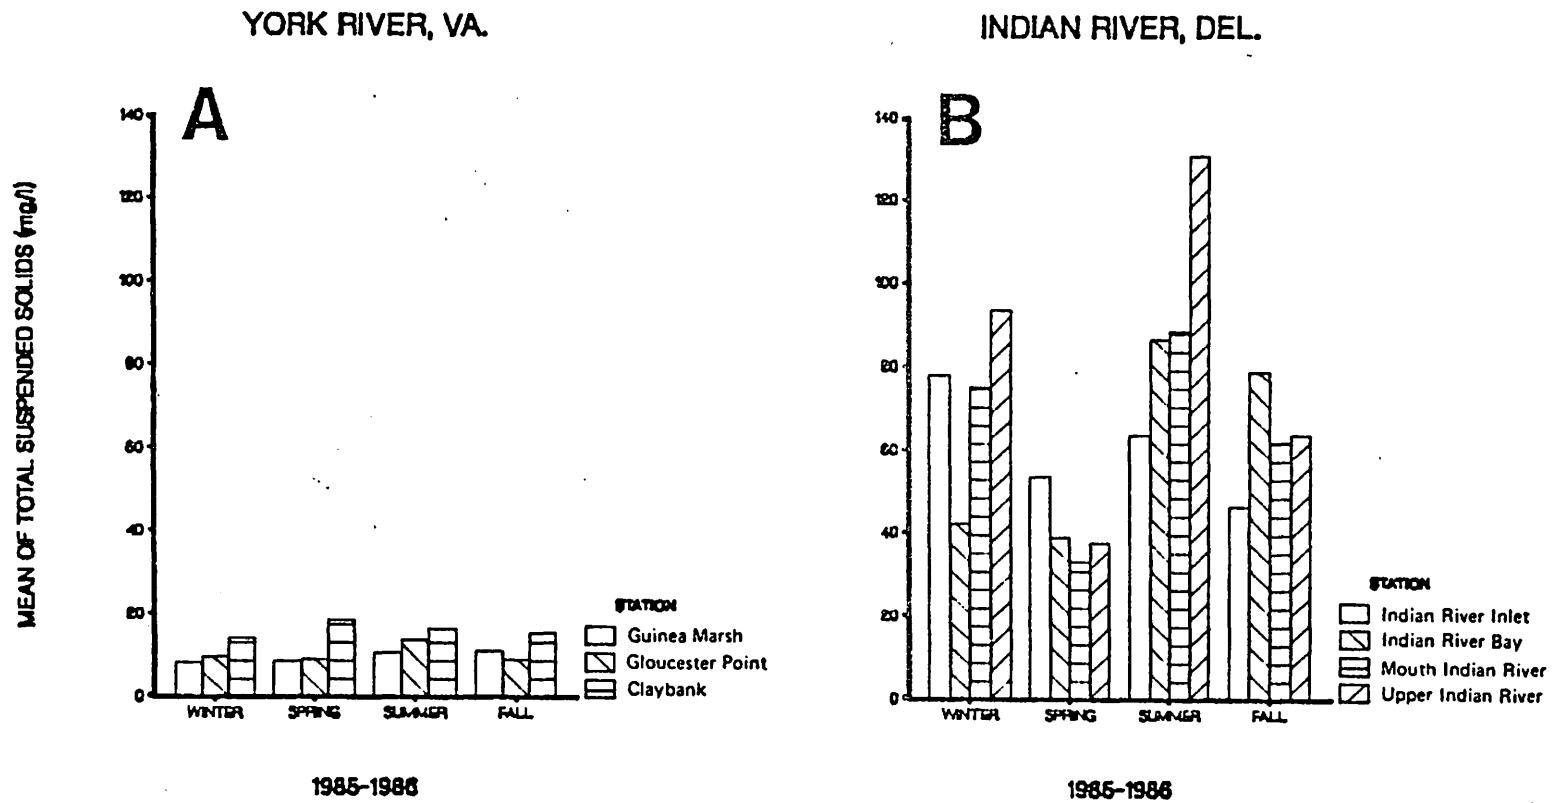 YORK RIVER, VA.
A
MEAN OF TOTAL SUSPENDED SOLIDS (mg/l)
140
120
100
80
60
40
20
0
WINTER
SPRING
SUMMER
FALL
STATION
Guinea Marsh
Gloucester Point
Claybank
1985-1986
INDIAN RIVER, DEL.
B
140
120
100
80
60
40
20
0
WINTER
SPRING
SUMMER
FALL
STATION
Indian River Inlet
Indian River Bay
Mouth Indian River
Upper Indian River
1985-1986